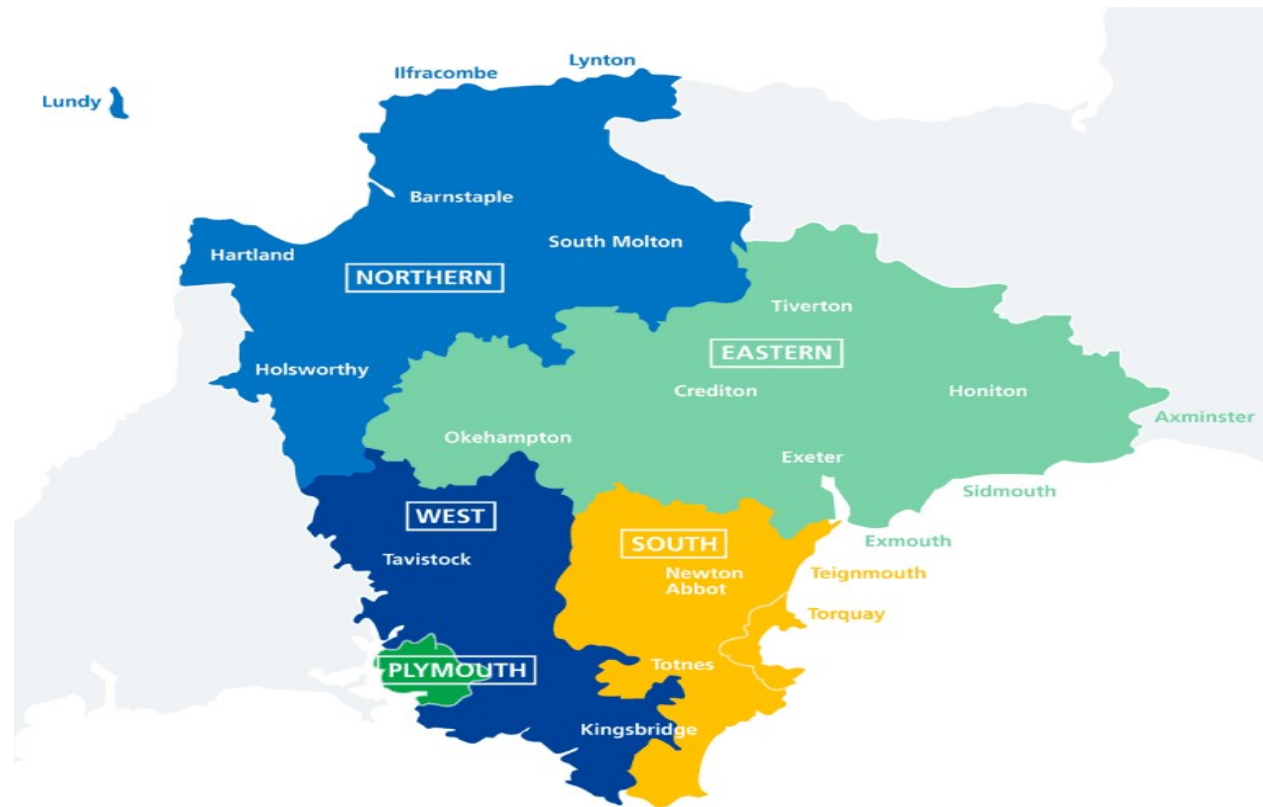 Lynton
Ilfracombe
Lundy
Barnstaple
South Molton
Hartland
NORTHERN
Tiverton
EASTERN
Holsworthy
Crediton
Honiton
Axminster
Okehampton
Exeter
Sidmouth
WEST
SOUTH
Exmouth
Tavistock
Newton
Abbot
Teignmouth
Torquay
PLYMOUTH
Totnes
Kingsbridge